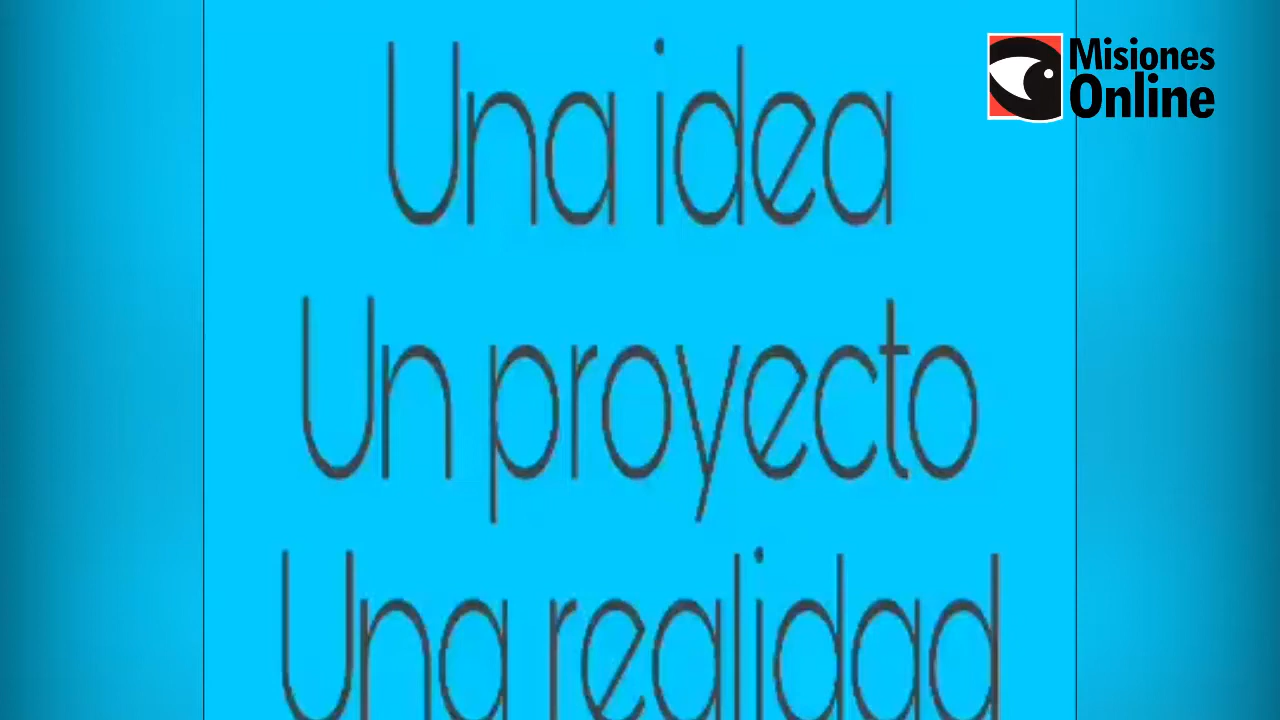 Una idea
Misiones
Online
Un proyecto
Una realidad